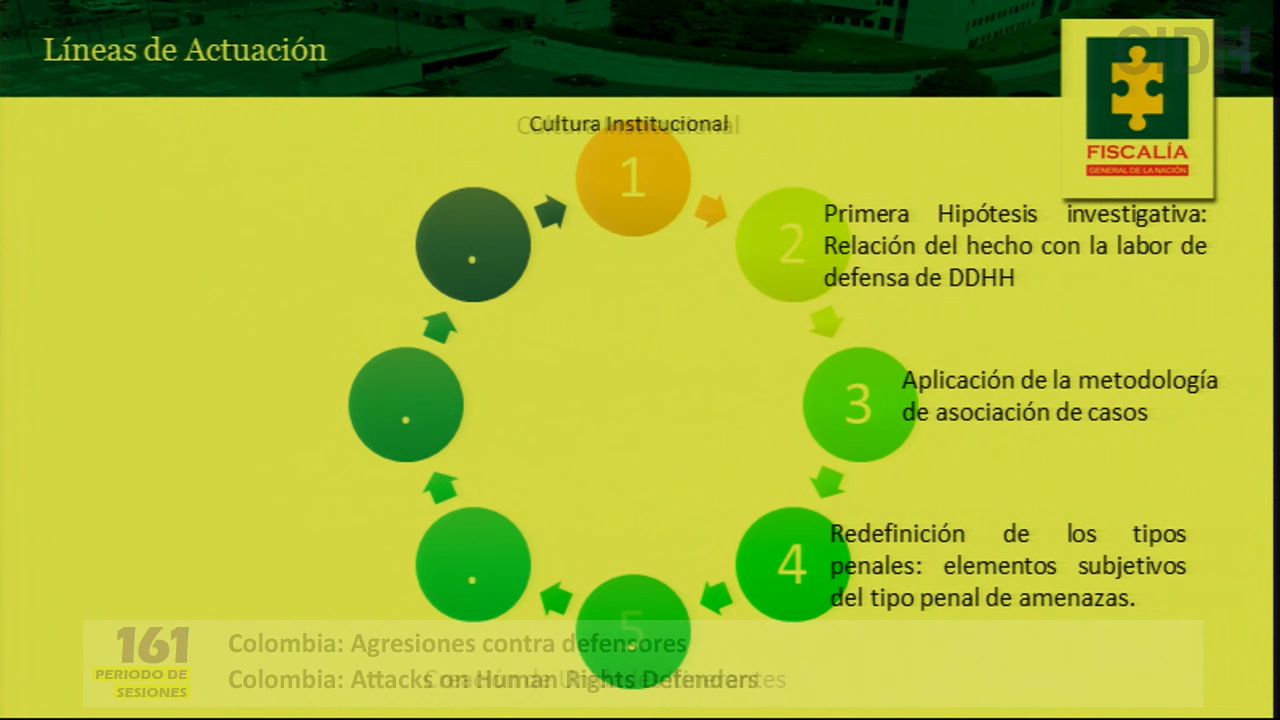 Líneas de Actuación
CIDH
FISCALÍA
GENERAL DE LA NACIÓN
Cultura Institucional
1
2
Primera Hipótesis investigativa:
Relación del hecho con la labor de
defensa de DDHH
3
Aplicación de la metodología
de asociación de casos
4
Redefinición de los tipos
penales: elementos subjetivos
del tipo penal de amenazas.
5
161
PERIODO DE
SESIONES
Colombia: Agresiones contra defensores
Colombia: Attacks on Human Rights Defenders